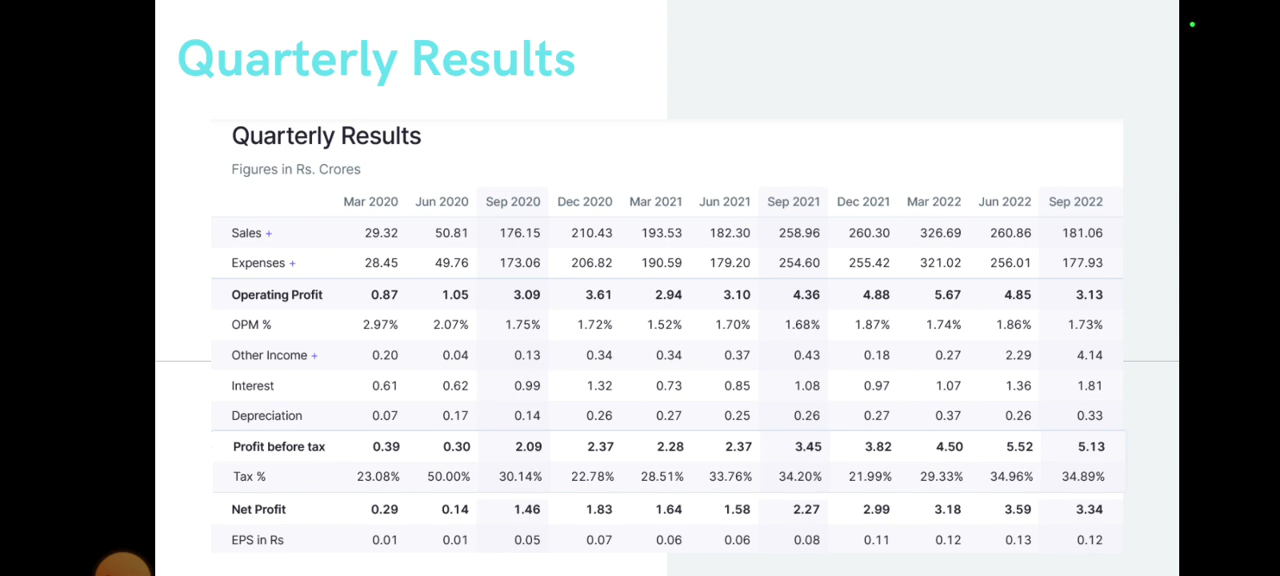 Quarterly Results
Quarterly Results
Figures in Rs. Crores
Mar 2020 Jun 2020 Sep 2020 Dec 2020 Mar 2021 Jun 2021 Sep 2021 Dec 2021 Mar 2022 Jun 2022 Sep 2022
Sales + 29.32 50.81 176.15 210.43 193.53 182.30 258.96 260.30 326.69 260.86 181.06
Expenses + 28.45 49.76 173.06 206.82 190.59 179.20 254.60 255.42 321.02 256.01 177.93
Operating Profit 0.87 1.05 3.09 3.61 2.94 3.10 4.36 4.88 5.67 4.85 3.13
OPM % 2.97% 2.07% 1.75% 1.72% 1.52% 1.70% 1.68% 1.87% 1.74% 1.86% 1.73%
Other Income + 0.20 0.04 0.13 0.34 0.34 0.37 0.43 0.18 0.27 2.29 4.14
Interest 0.61 0.62 0.99 1.32 0.73 0.85 1.08 0.97 1.07 1.36 1.81
Depreciation 0.07 0.17 0.14 0.26 0.27 0.25 0.26 0.27 0.37 0.26 0.33
Profit before tax 0.39 0.30 2.09 2.37 2.28 2.37 3.45 3.82 4.50 5.52 5.13
Tax % 23.08% 50.00% 30.14% 22.78% 28.51% 33.76% 34.20% 21.99% 29.33% 34.96% 34.89%
Net Profit 0.29 0.14 1.46 1.83 1.64 1.58 2.27 2.99 3.18 3.59 3.34
EPS in Rs 0.01 0.01 0.05 0.07 0.06 0.06 0.08 0.11 0.12 0.13 0.12